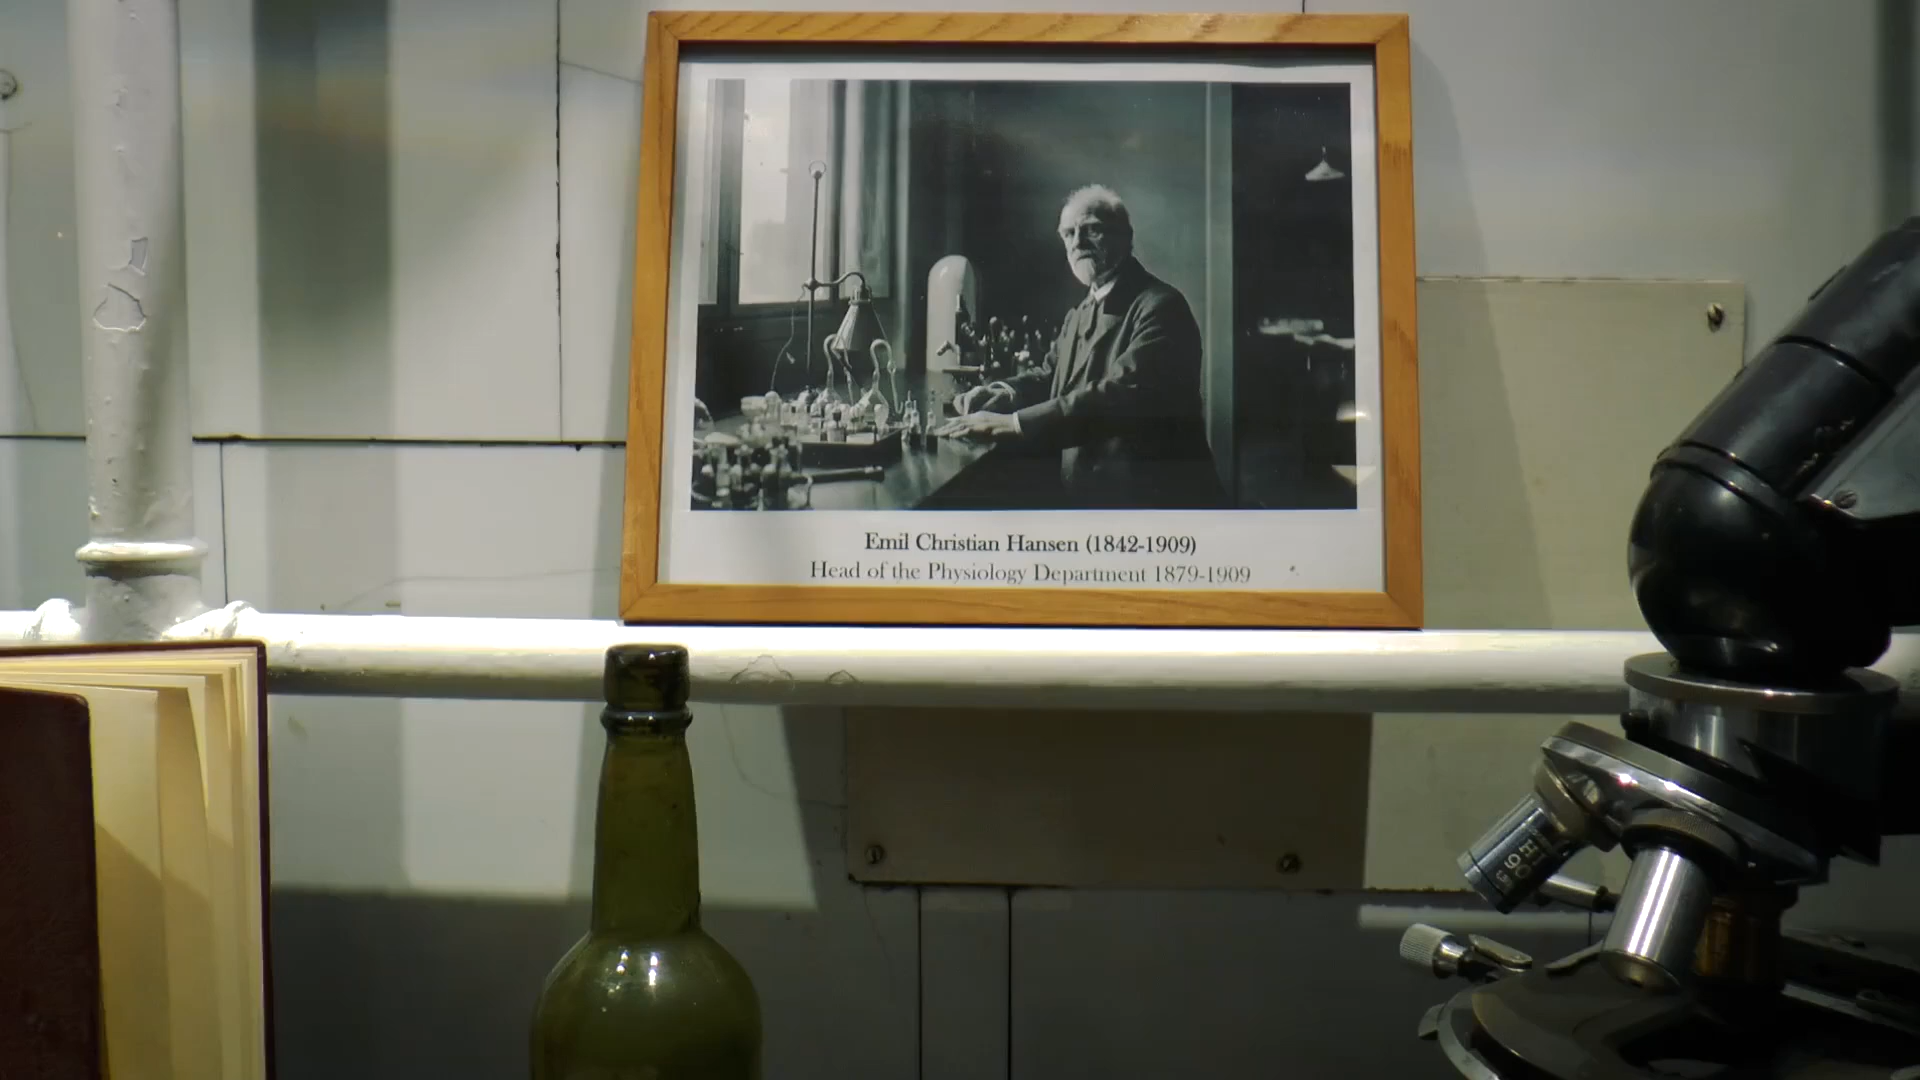 Emil Christian Hansen (1842-1909)
Head of the Physiology Department 1879-1909